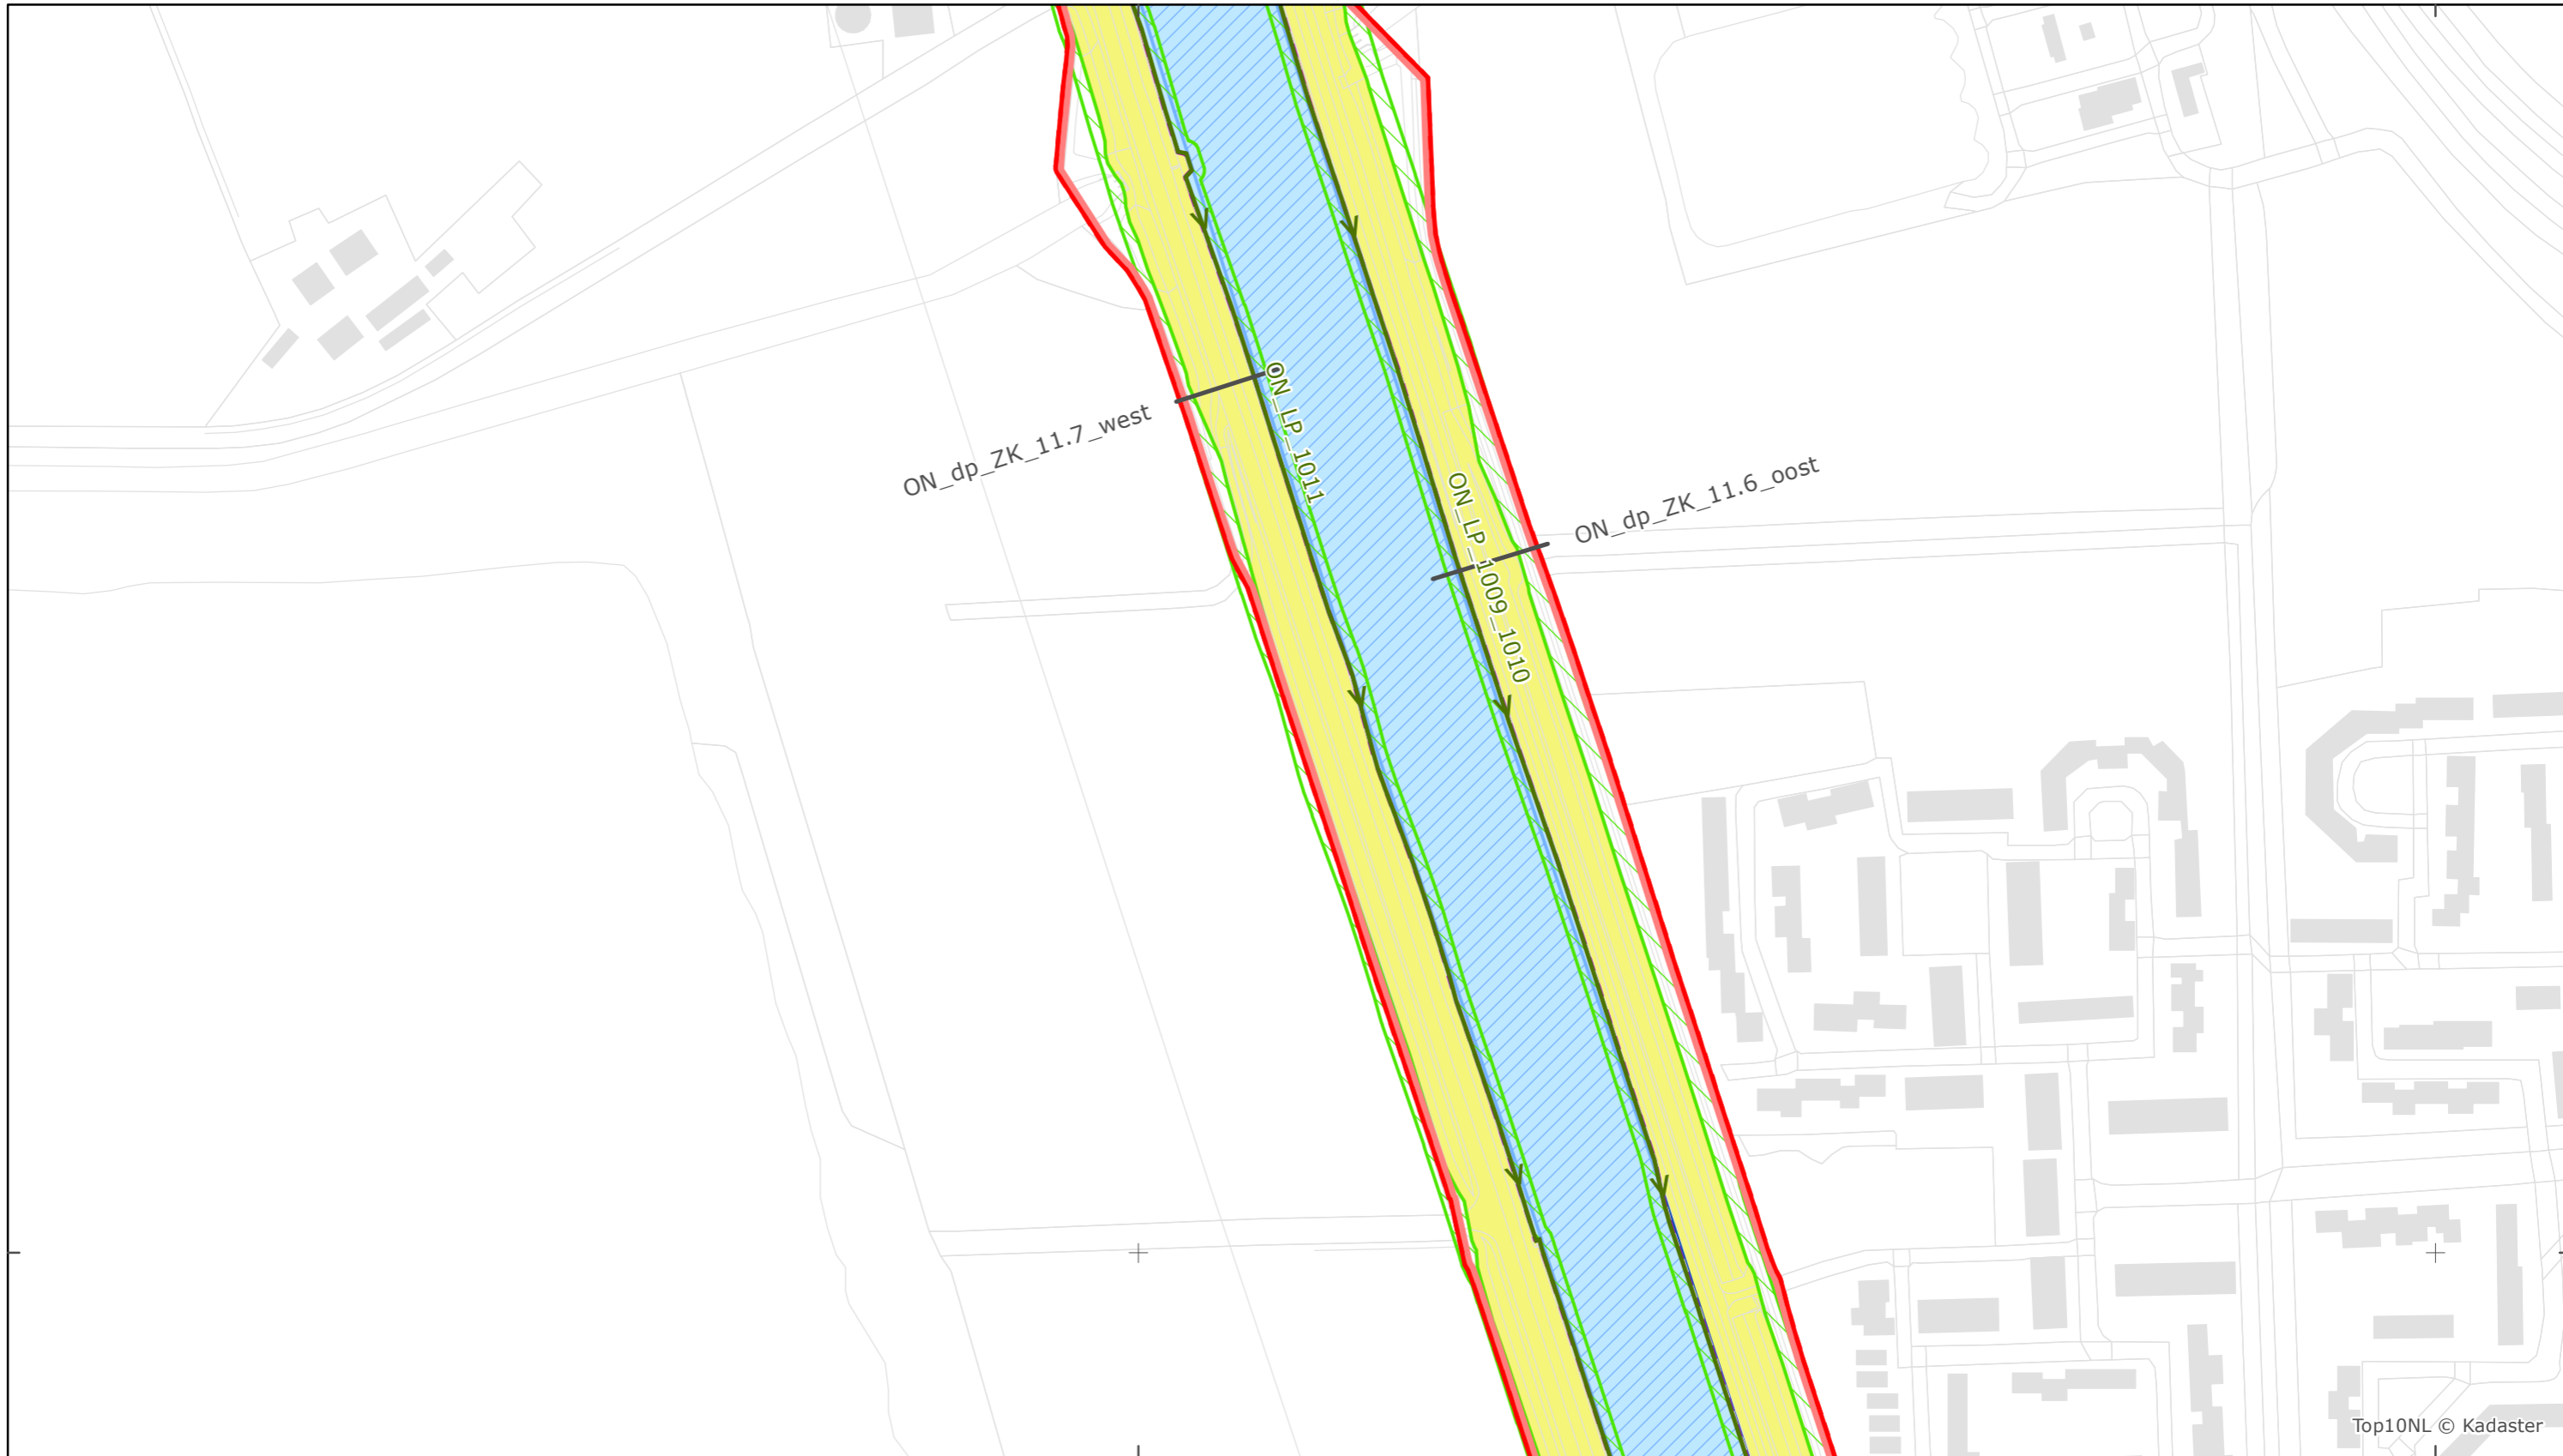 ON_LP_1011
ON_dp_ZK_11.7_west
ON_dp_ZK_11.6_oost
ON_LP_1009_1010
Top10NL © Kadaster